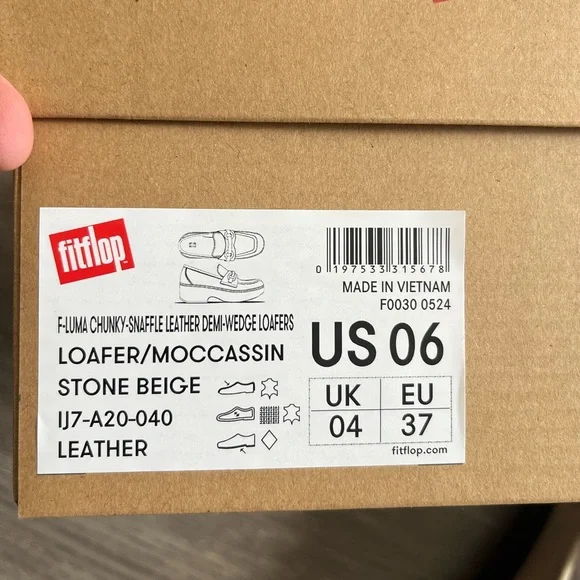 fitflop
0 197533 315678
MADE IN VIETNAM
F0030 0524
F-LUMA CHUNKY-SNAFFLE LEATHER DEMI-WEDGE LOAFERS
LOAFER/MOCCASSIN
STONE BEIGE
IJ7-A20-040
LEATHER
US 06
UK EU
04 37
fitflop.com